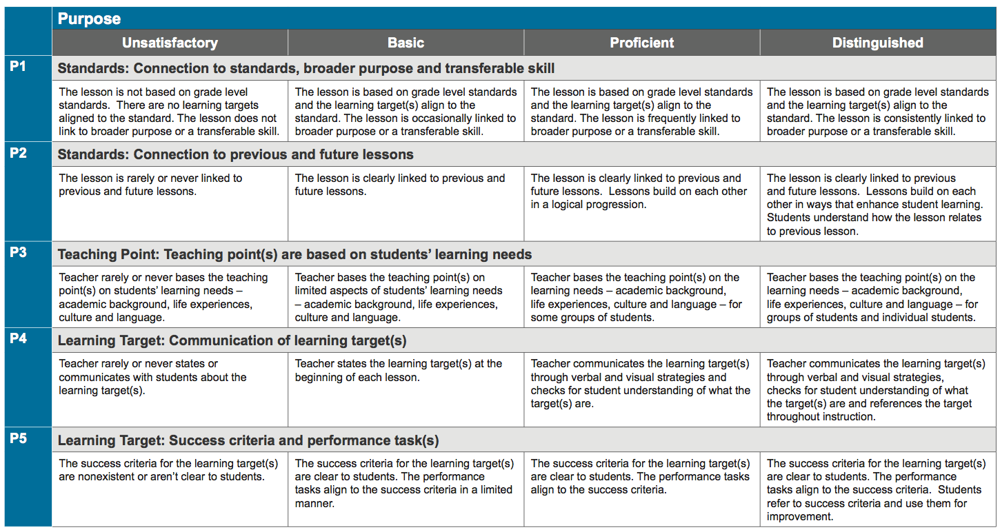 Purpose
Unsatisfactory
Basic
Proficient
Distinguished
P1
Standards: Connection to standards, broader purpose and transferable skill
The lesson is not based on grade level
standards.  There are no learning targets
aligned to the standard. The lesson does not
link to broader purpose or a transferable skill.
The lesson is based on grade level standards
and the learning target(s) align to the
standard. The lesson is occasionally linked to
broader purpose or a transferable skill.
The lesson is based on grade level standards
and the learning target(s) align to the
standard. The lesson is frequently linked to
broader purpose or a transferable skill.
The lesson is based on grade level standards
and the learning target(s) align to the
standard. The lesson is consistently linked to
broader purpose or a transferable skill.
P2
Standards: Connection to previous and future lessons
The lesson is rarely or never linked to
previous and future lessons.
The lesson is clearly linked to previous and
future lessons.
The lesson is clearly linked to previous and
future lessons.  Lessons build on each other
in a logical progression.
The lesson is clearly linked to previous
and future lessons.  Lessons build on each
other in ways that enhance student learning.
Students understand how the lesson relates
to previous lesson.
P3
Teaching Point: Teaching point(s) are based on students’ learning needs
Teacher rarely or never bases the teaching
point(s) on students’ learning needs –
academic background, life experiences,
culture and language.
Teacher bases the teaching point(s) on
limited aspects of students’ learning needs
– academic background, life experiences,
culture and language.
Teacher bases the teaching point(s) on the
learning needs – academic background,
life experiences, culture and language – for
some groups of students.
Teacher bases the teaching point(s) on the
learning needs – academic background,
life experiences, culture and language – for
groups of students and individual students.
P4
Learning Target: Communication of learning target(s)
Teacher rarely or never states or
communicates with students about the
learning target(s).
Teacher states the learning target(s) at the
beginning of each lesson.
Teacher communicates the learning target(s)
through verbal and visual strategies and
checks for student understanding of what the
target(s) are.
Teacher communicates the learning target(s)
through verbal and visual strategies,
checks for student understanding of what
the target(s) are and references the target
throughout instruction.
P5
Learning Target: Success criteria and performance task(s)
The success criteria for the learning target(s)
are nonexistent or aren’t clear to students.
The success criteria for the learning target(s)
are clear to students. The performance
tasks align to the success criteria in a limited
manner.
The success criteria for the learning target(s)
are clear to students. The performance tasks
align to the success criteria.
The success criteria for the learning target(s)
are clear to students. The performance
tasks align to the success criteria.  Students
refer to success criteria and use them for
improvement.